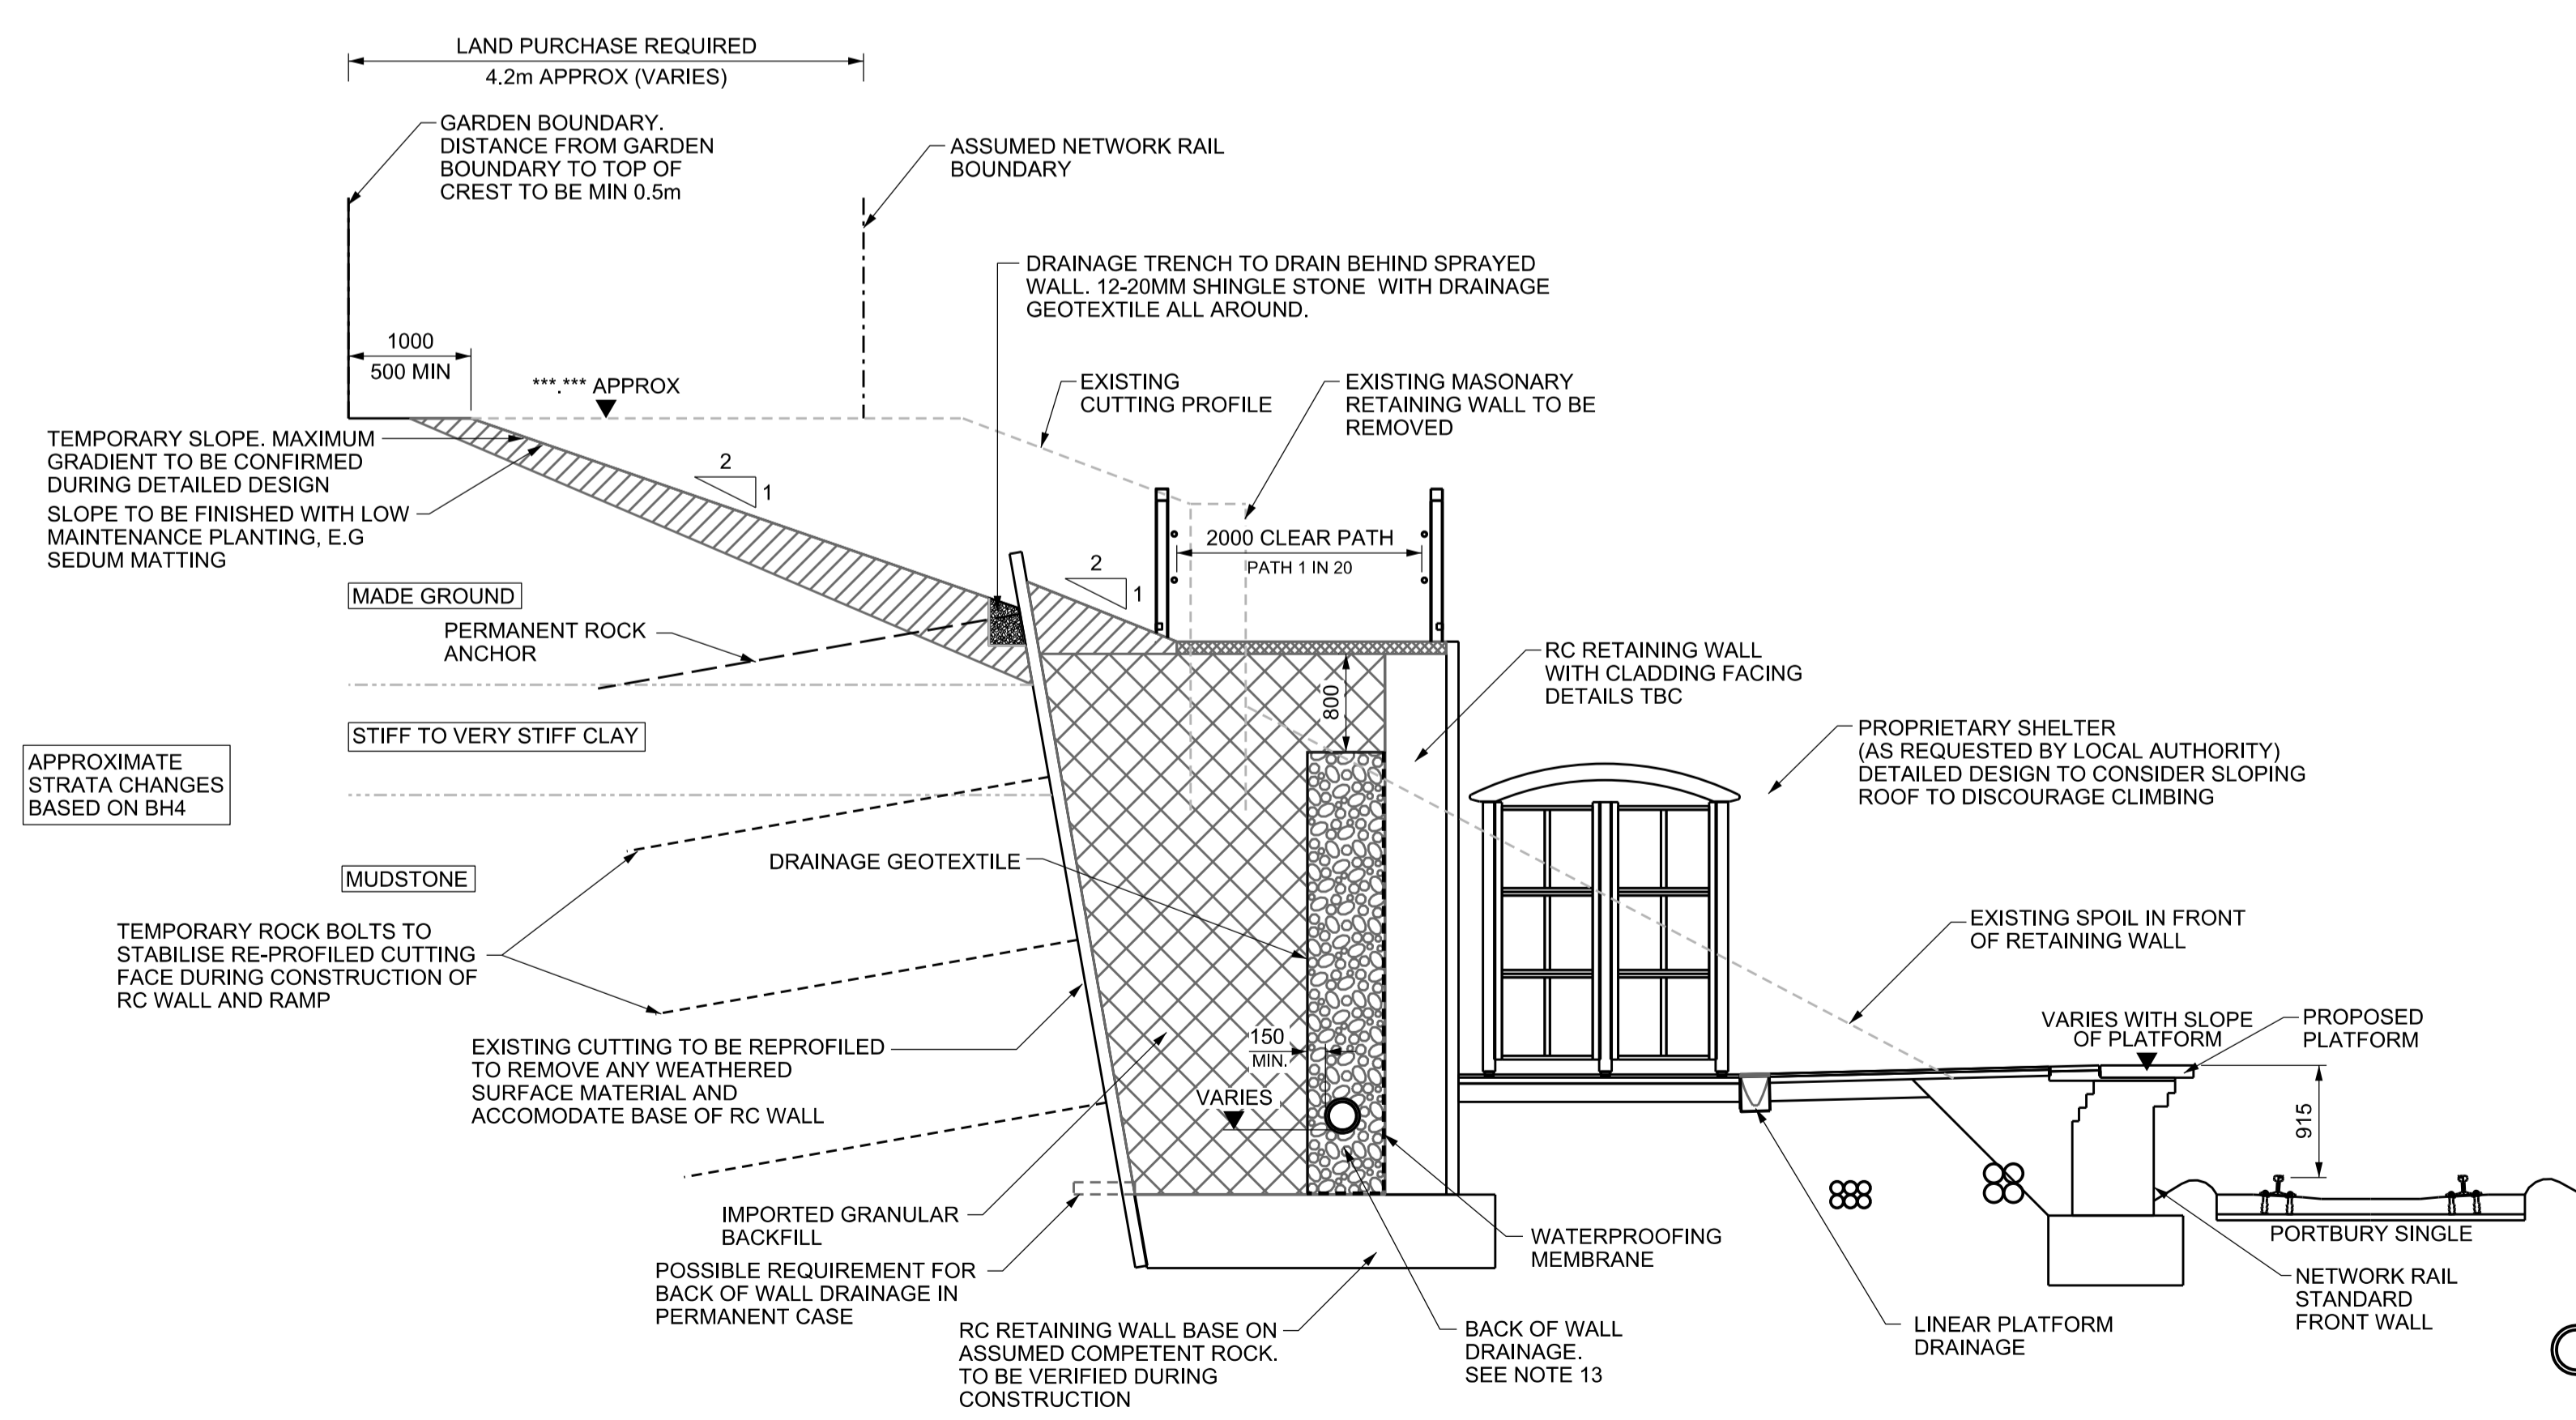 LAND PURCHASE REQUIRED
4.2m APPROX (VARIES)
GARDEN BOUNDARY.
DISTANCE FROM GARDEN
BOUNDARY TO TOP OF
CREST TO BE MIN 0.5m
ASSUMED NETWORK RAIL
BOUNDARY
DRAINAGE TRENCH TO DRAIN BEHIND SPRAYED
WALL. 12-20MM SHINGLE STONE WITH DRAINAGE
GEOTEXTILE ALL AROUND.
1000
500 MIN
***.*** APPROX
EXISTING
CUTTING PROFILE
EXISTING MASONARY
RETAINING WALL TO BE
REMOVED
TEMPORARY SLOPE. MAXIMUM
GRADIENT TO BE CONFIRMED
DURING DETAILED DESIGN
SLOPE TO BE FINISHED WITH LOW
MAINTENANCE PLANTING, E.G
SEDUM MATTING
2
1
2
1
2000 CLEAR PATH
PATH 1 IN 20
MADE GROUND
PERMANENT ROCK
ANCHOR
RC RETAINING WALL
WITH CLADDING FACING
DETAILS TBC
800
STIFF TO VERY STIFF CLAY
APPROXIMATE
STRATA CHANGES
BASED ON BH4
PROPRIETARY SHELTER
(AS REQUESTED BY LOCAL AUTHORITY)
DETAILED DESIGN TO CONSIDER SLOPING
ROOF TO DISCOURAGE CLIMBING
DRAINAGE GEOTEXTILE
MUDSTONE
TEMPORARY ROCK BOLTS TO
STABILISE RE-PROFILED CUTTING
FACE DURING CONSTRUCTION OF
RC WALL AND RAMP
EXISTING SPOIL IN FRONT
OF RETAINING WALL
EXISTING CUTTING TO BE REPROFILED
TO REMOVE ANY WEATHERED
SURFACE MATERIAL AND
ACCOMODATE BASE OF RC WALL
150
MIN.
VARIES
VARIES WITH SLOPE
OF PLATFORM
PROPOSED
PLATFORM
915
IMPORTED GRANULAR
BACKFILL
POSSIBLE REQUIREMENT FOR
BACK OF WALL DRAINAGE IN
PERMANENT CASE
RC RETAINING WALL BASE ON
ASSUMED COMPETENT ROCK.
TO BE VERIFIED DURING
CONSTRUCTION
WATERPROOFING
MEMBRANE
BACK OF WALL
DRAINAGE.
SEE NOTE 13
LINEAR PLATFORM
DRAINAGE
PORTBURY SINGLE
NETWORK RAIL
STANDARD
FRONT WALL